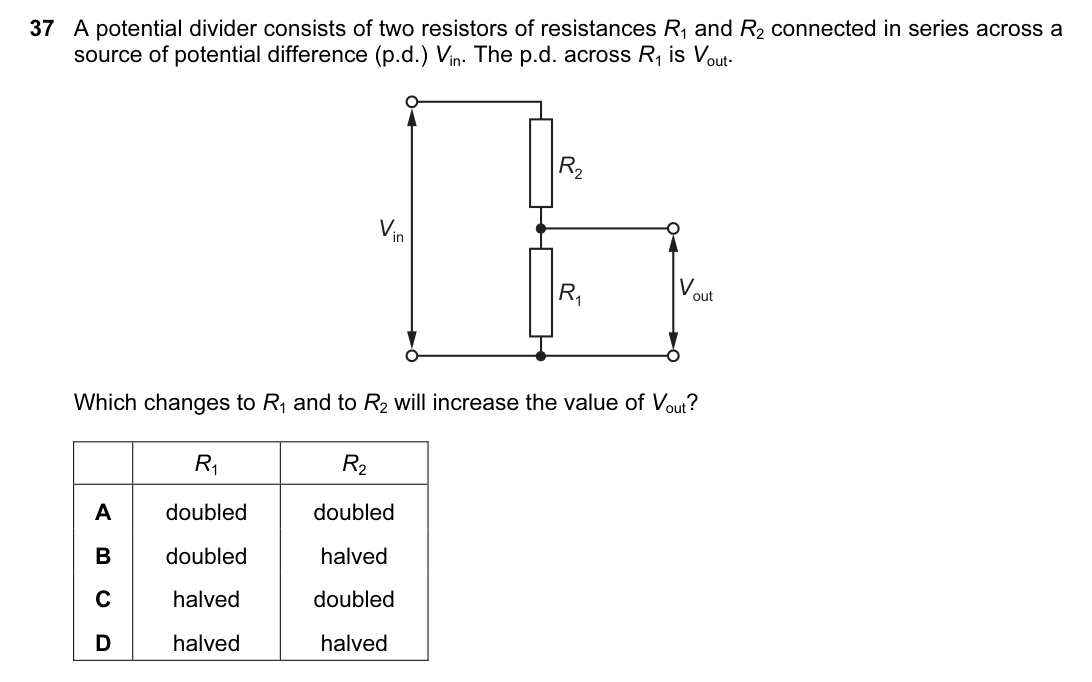 37 A potential divider consists of two resistors of resistances R₁ and R₂ connected in series across a
source of potential difference (p.d.) Vᵢₙ. The p.d. across R₁ is Vout.
R₂
Vᵢₙ
R₁
Vout
Which changes to R₁ and to R₂ will increase the value of Vout?
R₁ R₂
A doubled doubled
B doubled halved
C halved doubled
D halved halved